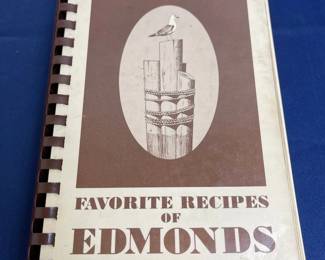 FAVORITE RECIPES
OF
EDMONDS